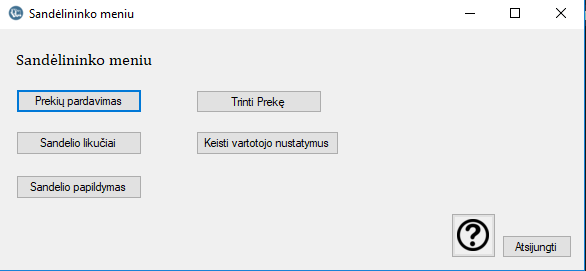 Sandėlininko meniu
Sandėlininko meniu
Prekių pardavimas
Trinti Prekę
Sandelio likučiai
Keisti vartotojo nustatymus
Sandelio papildymas
?
Atsijungti